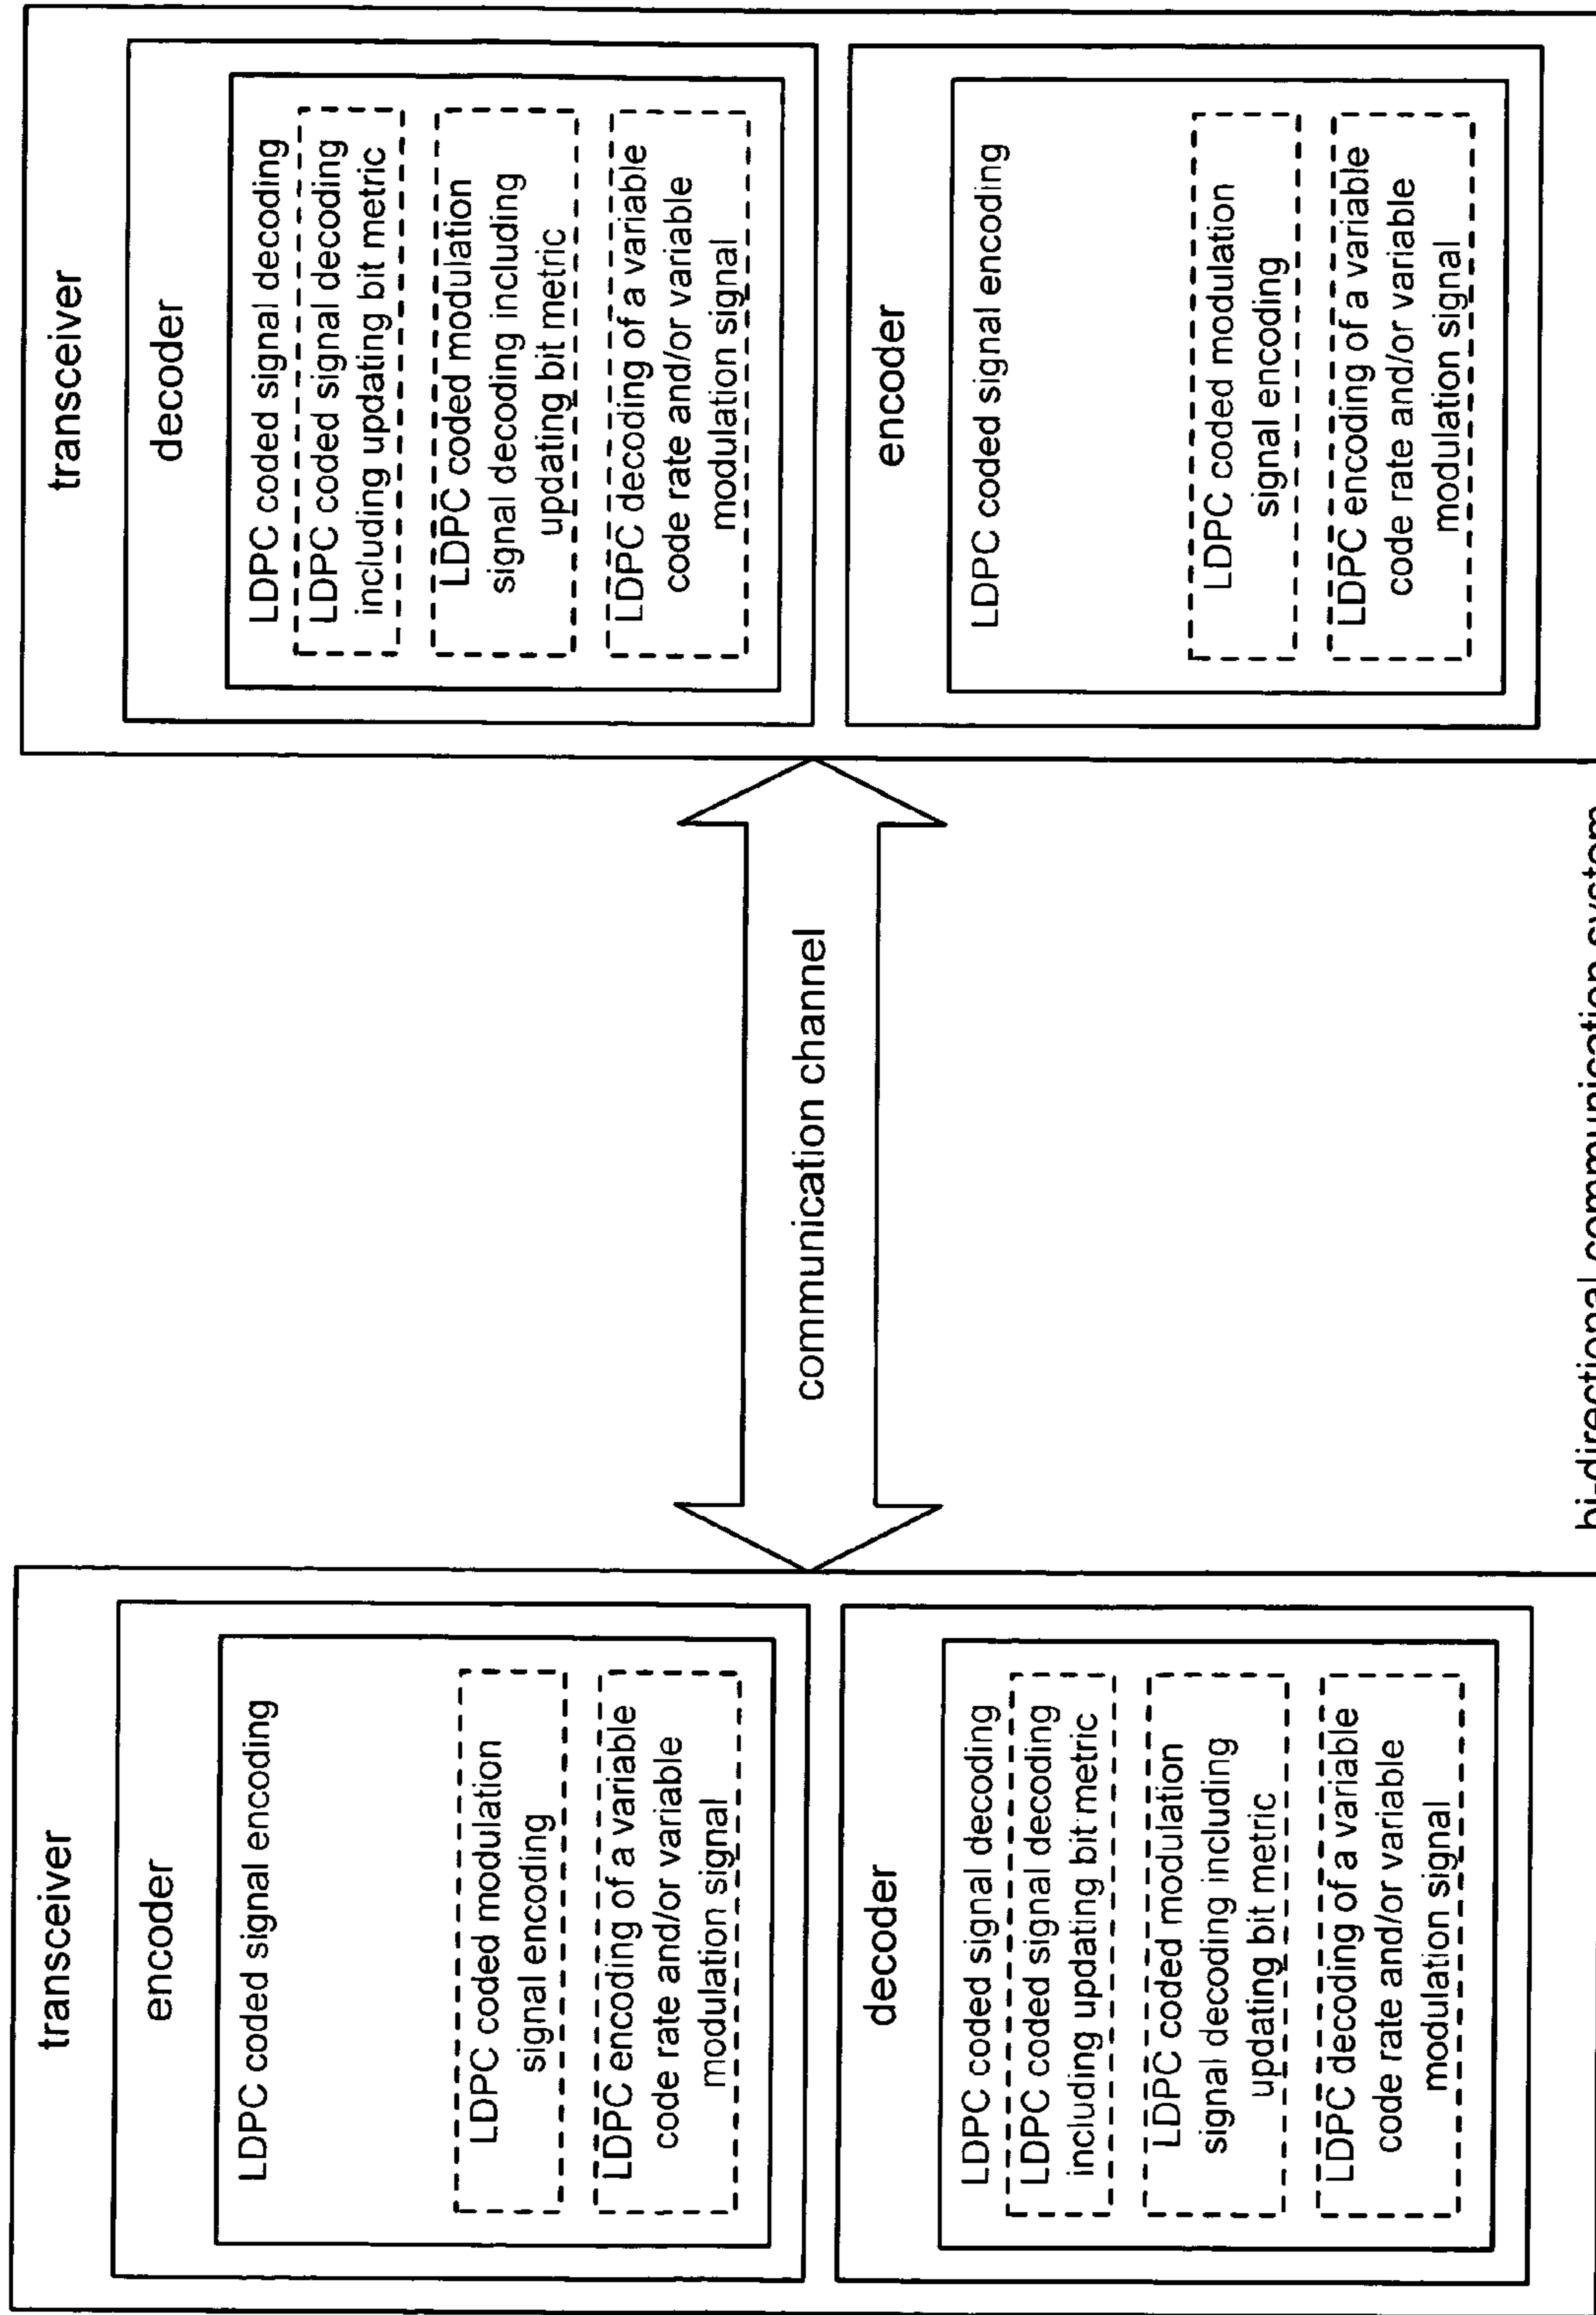 transceiver
encoder
LDPC coded signal encoding
LDPC coded modulation
signal encoding
LDPC encoding of a variable
code rate and/or variable
modulation signal
decoder
LDPC coded signal decoding
LDPC coded signal decoding
including updating bit metric
LDPC coded modulation
signal decoding including
updating bit metric
LDPC decoding of a variable
code rate and/or variable
modulation signal
communication channel
transceiver
decoder
LDPC coded signal decoding
LDPC coded signal decoding
including updating bit metric
LDPC coded modulation
signal decoding including
updating bit metric
LDPC decoding of a variable
code rate and/or variable
modulation signal
encoder
LDPC coded signal encoding
LDPC coded modulation
signal encoding
LDPC encoding of a variable
code rate and/or variable
modulation signal
bi-directional communication system